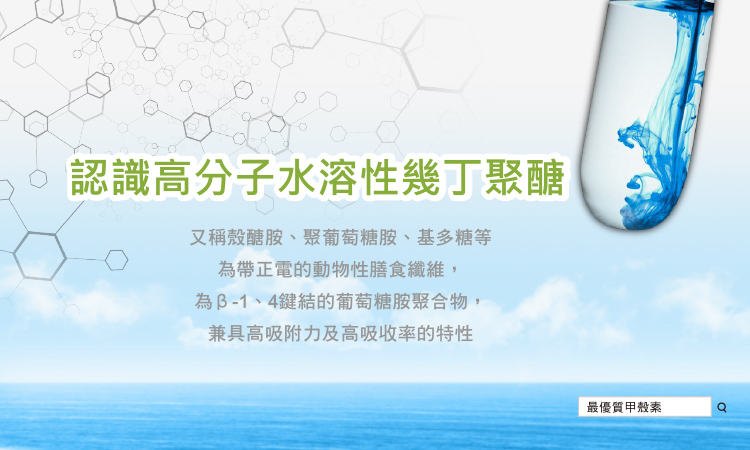 認識高分子水溶性幾丁聚醣
又稱殼醣胺、聚葡萄糖胺、基多糖等
為帶正電的動物性膳食纖維，
為β-1、4鍵結的葡萄糖胺聚合物，
兼具高吸附力及高吸收率的特性
最優質甲殼素